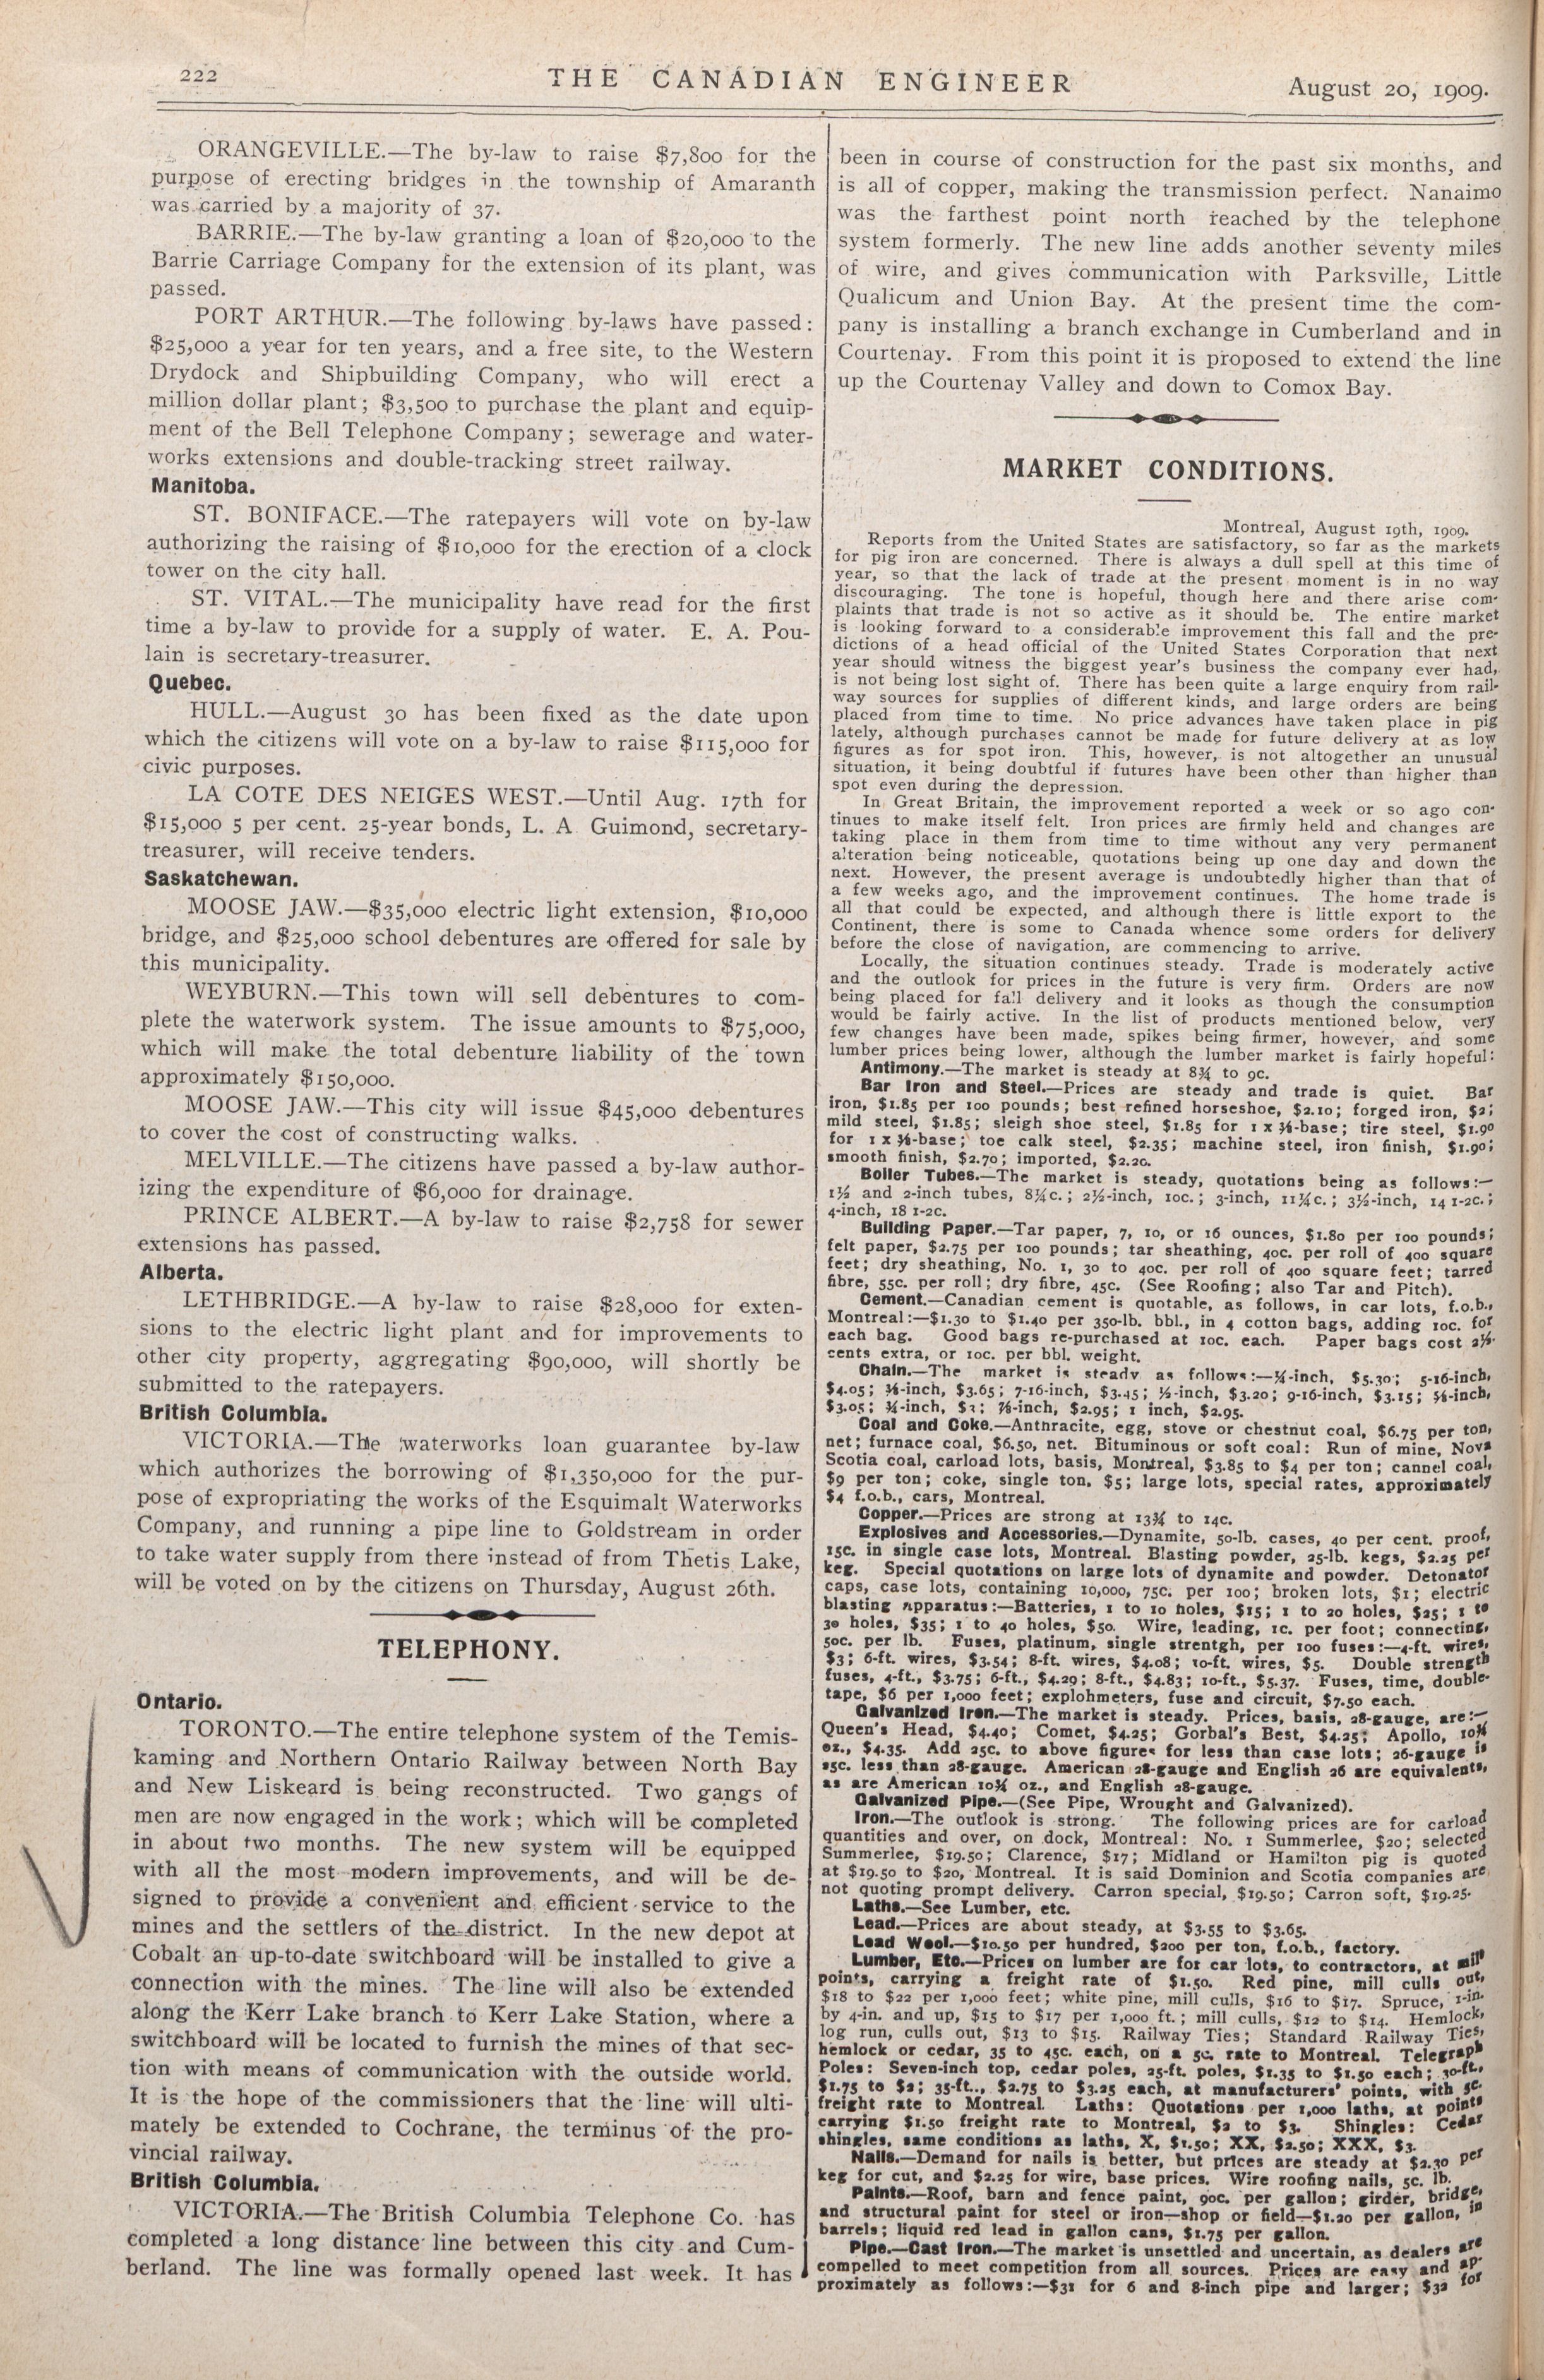 222
THE CANADIAN ENGINEER
August 20, 1909.
ORANGEVILLE.—The by-law to raise $7,800 for the
purpose of erecting bridges in the township of Amaranth
was carried by a majority of 37.
BARRIE.—The by-law granting a loan of $20,000 to the
Barrie Carriage Company for the extension of its plant, was
passed.
PORT ARTHUR.—The following by-laws have passed:
$25,000 a year for ten years, and a free site, to the Western
Drydock and Shipbuilding Company, who will erect a
million dollar plant; $3,500 to purchase the plant and equip-
ment of the Bell Telephone Company; sewerage and water-
works extensions and double-tracking street railway.
Manitoba.
ST. BONIFACE.—The ratepayers will vote on by-law
authorizing the raising of $10,000 for the erection of a clock
tower on the city hall.
ST. VITAL.—The municipality have read for the first
time a by-law to provide for a supply of water. E. A. Pou-
lain is secretary-treasurer.
Quebec.
HULL.—August 30 has been fixed as the date upon
which the citizens will vote on a by-law to raise $115,000 for
civic purposes.
LA COTE DES NEIGES WEST.—Until Aug. 17th for
$15,000 5 per cent. 25-year bonds, L. A Guimond, secretary-
treasurer, will receive tenders.
Saskatchewan.
MOOSE JAW.—$35,000 electric light extension, $10,000
bridge, and $25,000 school debentures are offered for sale by
this municipality.
WEYBURN.—This town will sell debentures to com-
plete the waterwork system. The issue amounts to $75,000,
which will make the total debenture liability of the town
approximately $150,000.
MOOSE JAW.—This city will issue $45,000 debentures
to cover the cost of constructing walks.
MELVILLE.—The citizens have passed a by-law author-
izing the expenditure of $6,000 for drainage.
PRINCE ALBERT.—A by-law to raise $2,758 for sewer
extensions has passed.
Alberta.
LETHBRIDGE.—A by-law to raise $28,000 for exten-
sions to the electric light plant and for improvements to
other city property, aggregating $90,000, will shortly be
submitted to the ratepayers.
British Columbia.
VICTORIA.—The waterworks loan guarantee by-law
which authorizes the borrowing of $1,350,000 for the pur-
pose of expropriating the works of the Esquimalt Waterworks
Company, and running a pipe line to Goldstream in order
to take water supply from there instead of from Thetis Lake,
will be voted on by the citizens on Thursday, August 26th.
TELEPHONY.
Ontario.
TORONTO.—The entire telephone system of the Temis-
kaming and Northern Ontario Railway between North Bay
and New Liskeard is being reconstructed. Two gangs of
men are now engaged in the work; which will be completed
in about two months. The new system will be equipped
with all the most modern improvements, and will be de-
signed to provide a convenient and efficient service to the
mines and the settlers of the district. In the new depot at
Cobalt an up-to-date switchboard will be installed to give a
connection with the mines. The line will also be extended
along the Kerr Lake branch to Kerr Lake Station, where a
switchboard will be located to furnish the mines of that sec-
tion with means of communication with the outside world.
It is the hope of the commissioners that the line will ulti-
mately be extended to Cochrane, the terminus of the pro-
vincial railway.
British Columbia.
VICTORIA.—The British Columbia Telephone Co. has
completed a long distance line between this city and Cum-
berland. The line was formally opened last week. It has
been in course of construction for the past six months, and
is all of copper, making the transmission perfect. Nanaimo
was the farthest point north reached by the telephone
system formerly. The new line adds another seventy miles
of wire, and gives communication with Parksville, Little
Qualicum and Union Bay. At the present time the com-
pany is installing a branch exchange in Cumberland and in
Courtenay. From this point it is proposed to extend the line
up the Courtenay Valley and down to Comox Bay.
MARKET CONDITIONS.
Montreal, August 19th, 1909.
Reports from the United States are satisfactory, so far as the markets
for pig iron are concerned. There is always a dull spell at this time of
year, so that the lack of trade at the present moment is in no way
discouraging. The tone is hopeful, though here and there arise com-
plaints that trade is not so active as it should be. The entire market
is looking forward to a considerable improvement this fall and the pre-
dictions of a head official of the United States Corporation that next
year should witness the biggest year's business the company ever had,
is not being lost sight of. There has been quite a large enquiry from rail-
way sources for supplies of different kinds, and large orders are being
placed from time to time. No price advances have taken place in pig
lately, although purchases cannot be made for future delivery at as low
figures as for spot iron. This, however, is not altogether an unusual
situation, it being doubtful if futures have been other than higher than
spot even during the depression.
In Great Britain, the improvement reported a week or so ago con-
tinues to make itself felt. Iron prices are firmly held and changes are
taking place in them from time to time without any very permanent
alteration being noticeable, quotations being up one day and down the
next. However, the present average is undoubtedly higher than that of
a few weeks ago, and the improvement continues. The home trade is
all that could be expected, and although there is little export to the
Continent, there is some to Canada whence some orders for delivery
before the close of navigation, are commencing to arrive.
Locally, the situation continues steady. Trade is moderately active
and the outlook for prices in the future is very firm. Orders are now
being placed for fall delivery and it looks as though the consumption
would be fairly active. In the list of products mentioned below, very
few changes have been made, spikes being firmer, however, and some
lumber prices being lower, although the lumber market is fairly hopeful:
Antimony.—The market is steady at 8¾ to 9c.
Bar Iron and Steel.—Prices are steady and trade is quiet. Bar
iron, $1.85 per 100 pounds; best refined horseshoe, $2.10; forged iron, $2;
mild steel, $1.85; sleigh shoe steel, $1.85 for 1 x ⅜-base; tire steel, $1.90
for 1 x ⅜-base; toe calk steel, $2.35; machine steel, iron finish, $1.90;
smooth finish, $2.70; imported, $2.20.
Boiler Tubes.—The market is steady, quotations being as follows:—
1½ and 2-inch tubes, 8¼c.; 2½-inch, 10c.; 3-inch, 11¼c.; 3½-inch, 14 1-2c.;
4-inch, 18 1-2c.
Building Paper.—Tar paper, 7, 10, or 16 ounces, $1.80 per 100 pounds;
felt paper, $2.75 per 100 pounds; tar sheathing, 40c. per roll of 400 square
feet; dry sheathing, No. 1, 30 to 40c. per roll of 400 square feet; tarred
fibre, 55c. per roll; dry fibre, 45c. (See Roofing; also Tar and Pitch).
Cement.—Canadian cement is quotable, as follows, in car lots, f.o.b.,
Montreal:—$1.30 to $1.40 per 350-lb. bbl., in 4 cotton bags, adding 10c. for
each bag. Good bags re-purchased at 10c. each. Paper bags cost 2½
cents extra, or 10c. per bbl. weight.
Chain.—The market is steady as follows:—¼-inch, $5.30; 5-16-inch,
$4.05; ⅜-inch, $3.65; 7-16-inch, $3.45; ½-inch, $3.20; 9-16-inch, $3.15; ⅝-inch,
$3.05; ¾-inch, $3; ⅞-inch, $2.95; 1 inch, $2.95.
Coal and Coke.—Anthracite, egg, stove or chestnut coal, $6.75 per ton,
net; furnace coal, $6.50, net. Bituminous or soft coal: Run of mine, Nova
Scotia coal, carload lots, basis, Montreal, $3.85 to $4 per ton; cannel coal,
$9 per ton; coke, single ton, $5; large lots, special rates, approximately
$4 f.o.b., cars, Montreal.
Copper.—Prices are strong at 13¾ to 14c.
Explosives and Accessories.—Dynamite, 50-lb. cases, 40 per cent. proof,
15c. in single case lots, Montreal. Blasting powder, 25-lb. kegs, $2.25 per
keg. Special quotations on large lots of dynamite and powder. Detonator
caps, case lots, containing 10,000, 75c. per 100; broken lots, $1; electric
blasting apparatus:—Batteries, 1 to 10 holes, $15; 1 to 20 holes, $25; 1 to
30 holes, $35; 1 to 40 holes, $50. Wire, leading, 1c. per foot; connecting,
50c. per lb. Fuses, platinum, single strentgh, per 100 fuses:—4-ft. wires,
$3; 6-ft. wires, $3.54; 8-ft. wires, $4.08; 10-ft. wires, $5. Double strength
fuses, 4-ft., $3.75; 6-ft., $4.29; 8-ft., $4.83; 10-ft., $5.37. Fuses, time, double-
tape, $6 per 1,000 feet; explohmeters, fuse and circuit, $7.50 each.
Galvanized Iron.—The market is steady. Prices, basis, 28-gauge, are:—
Queen's Head, $4.40; Comet, $4.25; Gorbal's Best, $4.25; Apollo, 10¾
oz., $4.35. Add 25c. to above figures for less than case lots; 26-gauge is
25c. less than 28-gauge. American 28-gauge and English 26 are equivalents,
as are American 10¾ oz., and English 28-gauge.
Galvanized Pipe.—(See Pipe, Wrought and Galvanized).
Iron.—The outlook is strong. The following prices are for carload
quantities and over, on dock, Montreal: No. 1 Summerlee, $20; selected
Summerlee, $19.50; Clarence, $17; Midland or Hamilton pig is quoted
at $19.50 to $20, Montreal. It is said Dominion and Scotia companies are
not quoting prompt delivery. Carron special, $19.50; Carron soft, $19.25.
Laths.—See Lumber, etc.
Lead.—Prices are about steady, at $3.55 to $3.65.
Lead Wool.—$10.50 per hundred, $200 per ton, f.o.b., factory.
Lumber, Etc.—Prices on lumber are for car lots, to contractors, at mill
points, carrying a freight rate of $1.50. Red pine, mill culls out,
$18 to $22 per 1,000 feet; white pine, mill culls, $16 to $17. Spruce, 1-in.
by 4-in. and up, $15 to $17 per 1,000 ft.; mill culls, $12 to $14. Hemlock,
log run, culls out, $13 to $15. Railway Ties; Standard Railway Ties,
hemlock or cedar, 35 to 45c. each, on a 5c. rate to Montreal. Telegraph
Poles: Seven-inch top, cedar poles, 25-ft. poles, $1.35 to $1.50 each; 30-ft.,
$1.75 to $2; 35-ft.., $2.75 to $3.25 each, at manufacturers' points, with 5c.
freight rate to Montreal. Laths: Quotations per 1,000 laths, at points
carrying $1.50 freight rate to Montreal, $2 to $3. Shingles: Cedar
shingles, same conditions as laths, X, $1.50; XX, $2.50; XXX, $3.
Nails.—Demand for nails is better, but prices are steady at $2.30 per
keg for cut, and $2.25 for wire, base prices. Wire roofing nails, 5c. lb.
Paints.—Roof, barn and fence paint, 90c. per gallon; girder, bridge,
and structural paint for steel or iron—shop or field—$1.20 per gallon, in
barrels; liquid red lead in gallon cans, $1.75 per gallon.
Pipe.—Cast Iron.—The market is unsettled and uncertain, as dealers are
compelled to meet competition from all sources. Prices are easy and ap-
proximately as follows:—$31 for 6 and 8-inch pipe and larger; $32 for